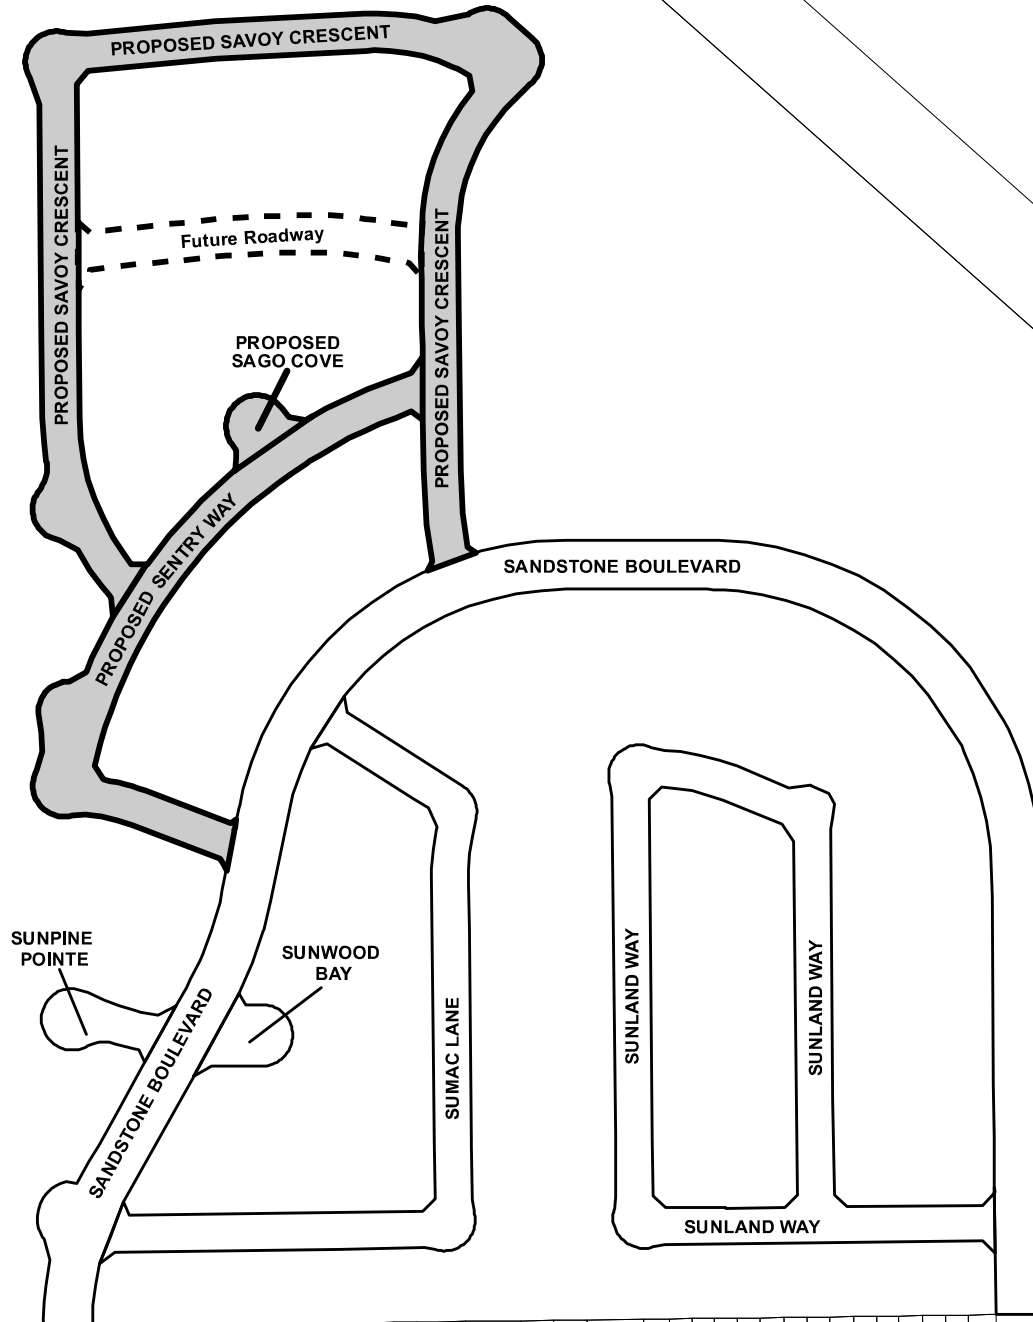 PROPOSED SAVOY CRESCENT
PROPOSED SAVOY CRESCENT
PROPOSED SAVOY CRESCENT
Future Roadway
PROPOSED
SAGO COVE
PROPOSED SENTRY WAY
SANDSTONE BOULEVARD
SUNPINE
POINTE
SUNWOOD
BAY
SANDSTONE BOULEVARD
SUMAC LANE
SUNLAND WAY
SUNLAND WAY
SUNLAND WAY